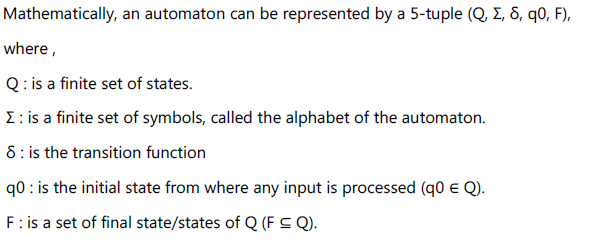 Mathematically, an automaton can be represented by a 5-tuple (Q, Σ, δ, q0, F),
where ,
Q : is a finite set of states.
Σ : is a finite set of symbols, called the alphabet of the automaton.
δ : is the transition function
q0 : is the initial state from where any input is processed (q0 ∈ Q).
F : is a set of final state/states of Q (F ⊆ Q).